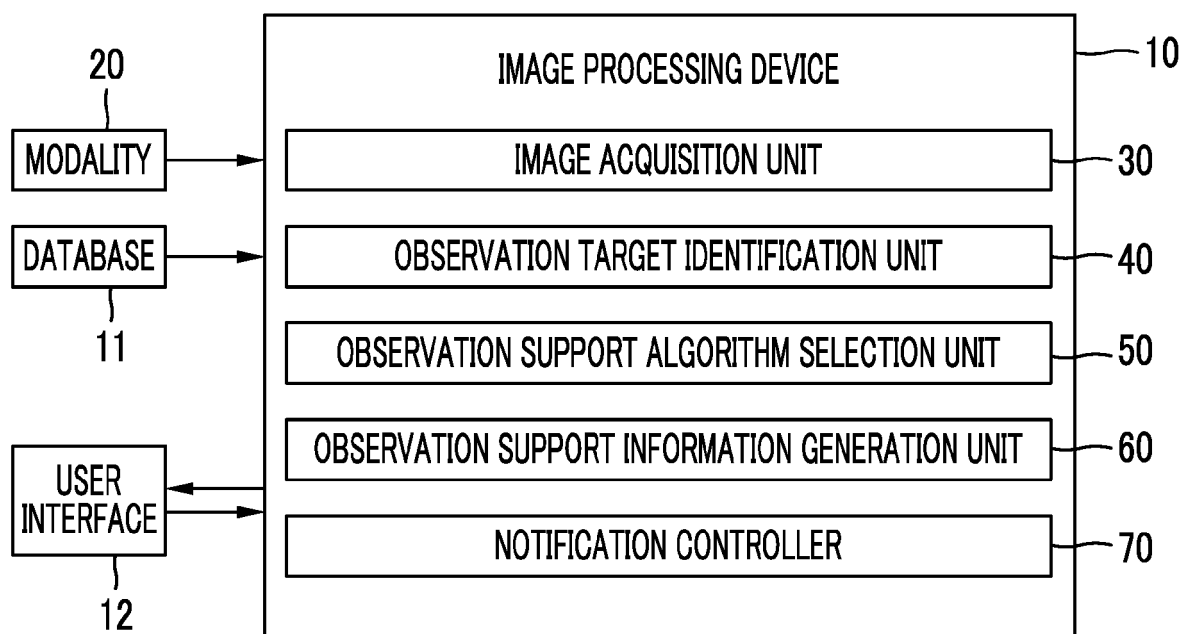 IMAGE PROCESSING DEVICE
10
20
MODALITY
IMAGE ACQUISITION UNIT
30
DATABASE
11
OBSERVATION TARGET IDENTIFICATION UNIT
40
OBSERVATION SUPPORT ALGORITHM SELECTION UNIT
50
OBSERVATION SUPPORT INFORMATION GENERATION UNIT
60
USER
INTERFACE
12
NOTIFICATION CONTROLLER
70